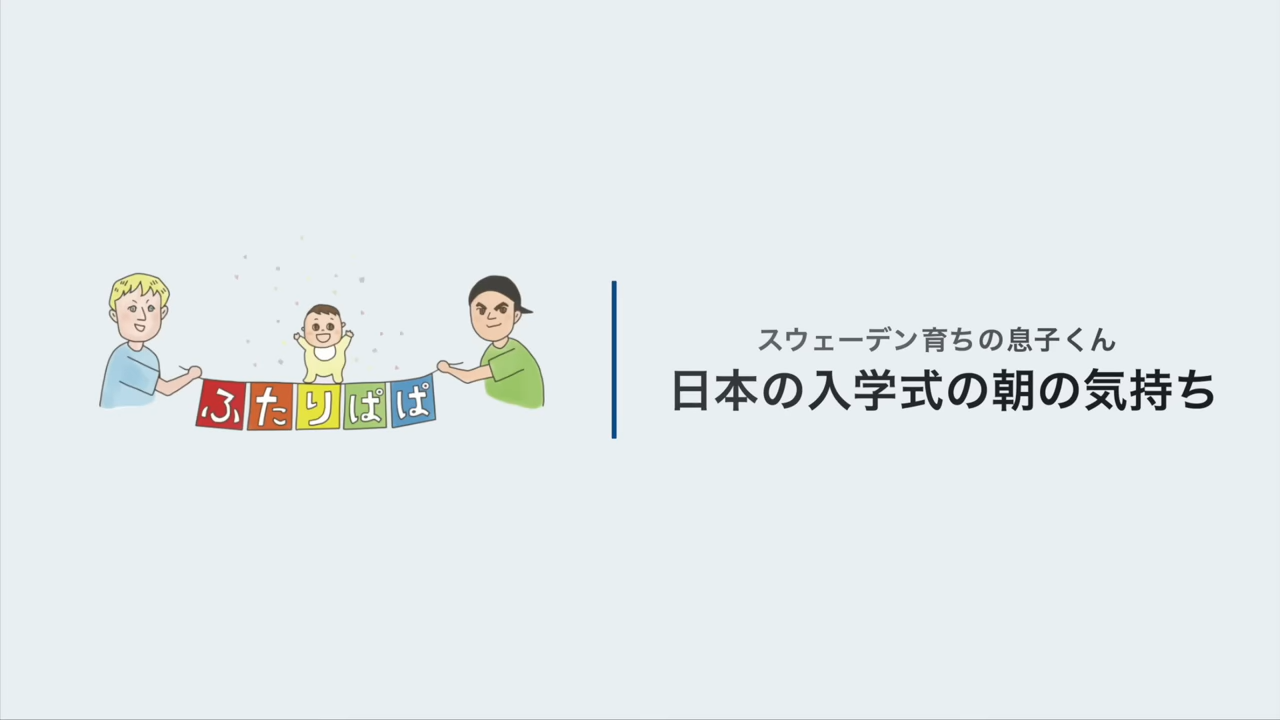 ふたりぱぱ
スウェーデン育ちの息子くん
日本の入学式の朝の気持ち